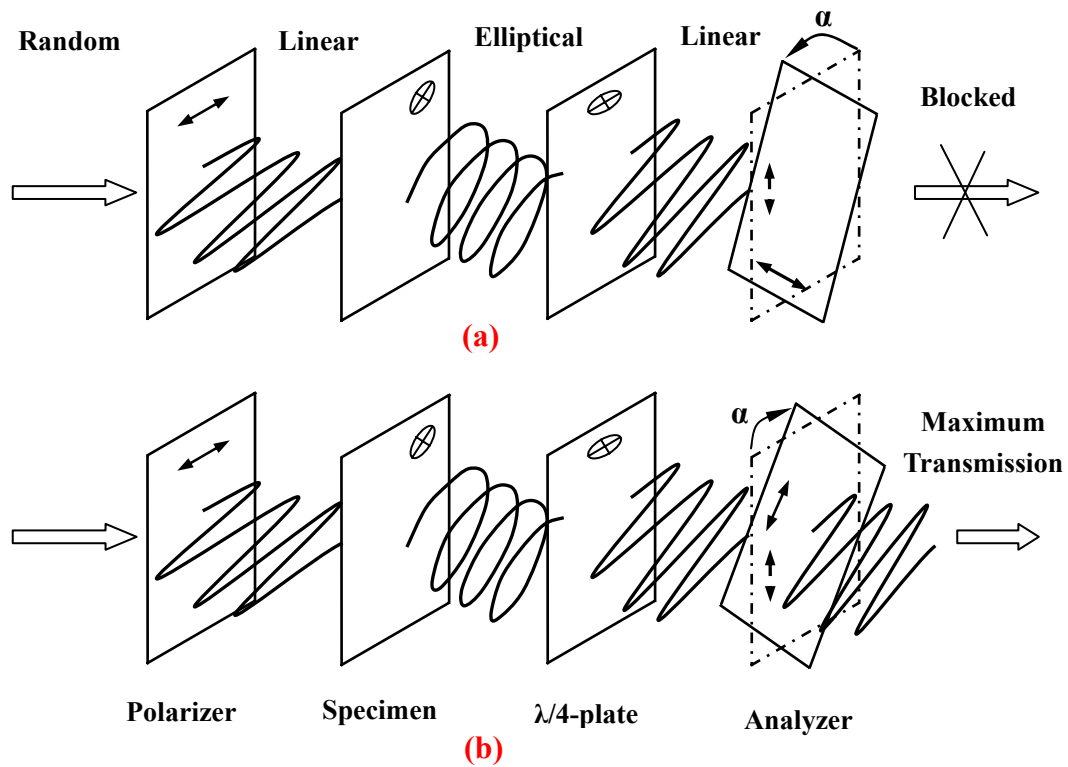 Random
Linear
Elliptical
Linear
α
Blocked
(a)
α
Maximum
Transmission
Polarizer
Specimen
λ/4-plate
Analyzer
(b)